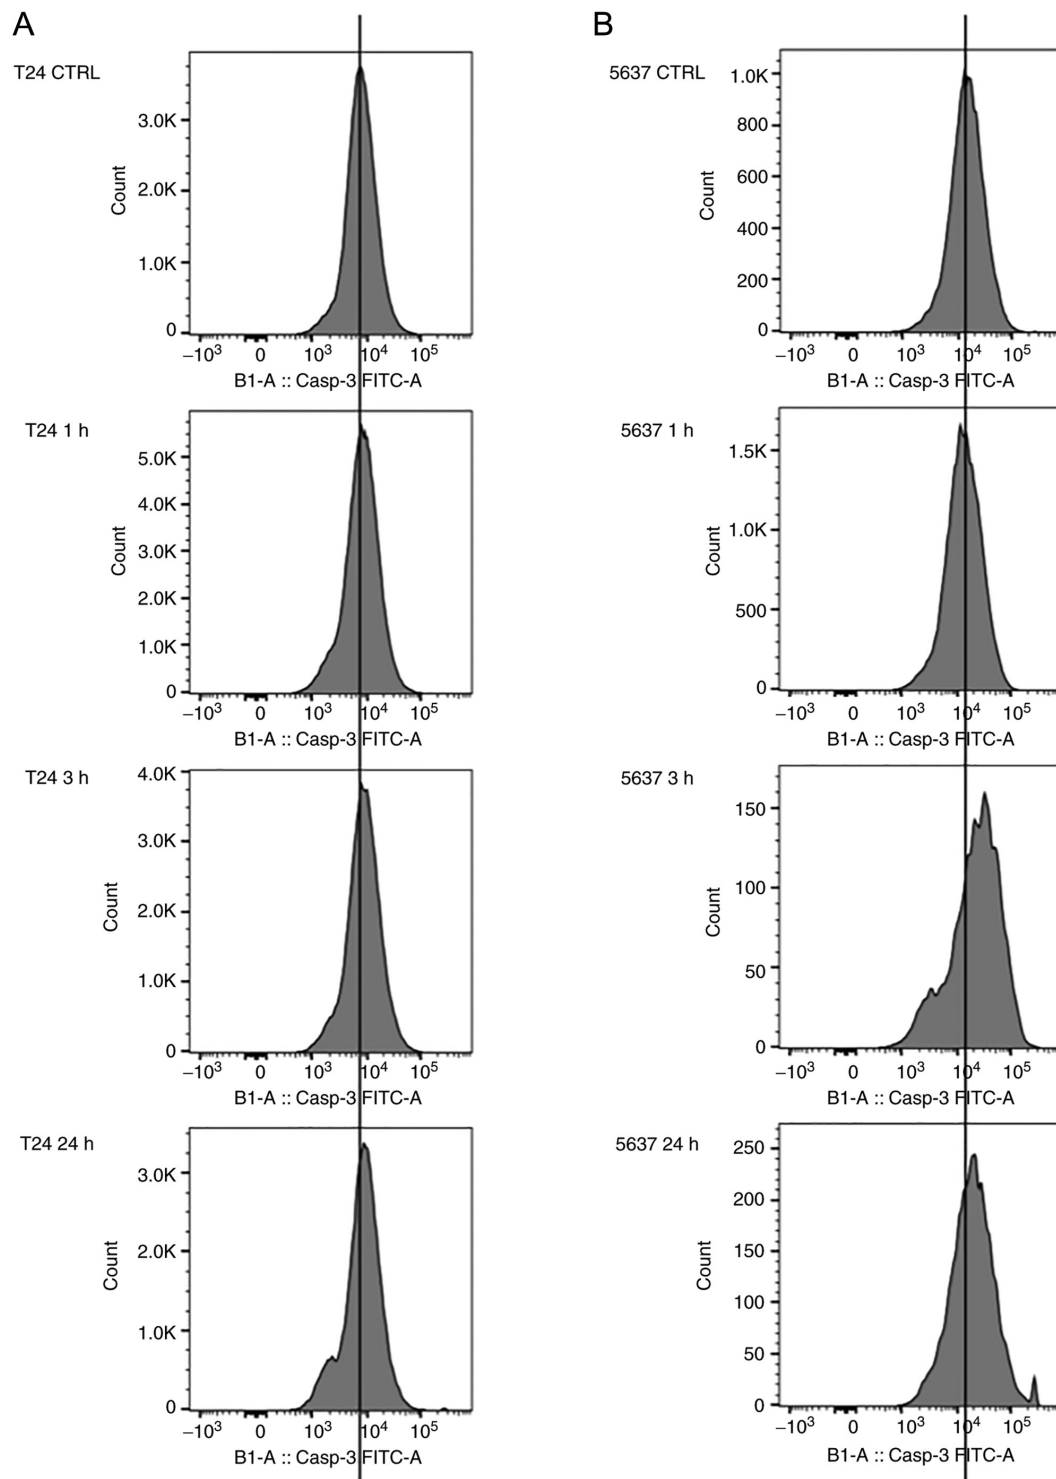 A
B
T24 CTRL
Count
3.0K
2.0K
1.0K
0
−10³ 0 10³ 10⁴ 10⁵
B1-A :: Casp-3 FITC-A
5637 CTRL
Count
1.0K
800
600
400
200
0
−10³ 0 10³ 10⁴ 10⁵
B1-A :: Casp-3 FITC-A
T24 1 h
Count
5.0K
4.0K
3.0K
2.0K
1.0K
0
−10³ 0 10³ 10⁴ 10⁵
B1-A :: Casp-3 FITC-A
5637 1 h
Count
1.5K
1.0K
500
0
−10³ 0 10³ 10⁴ 10⁵
B1-A :: Casp-3 FITC-A
T24 3 h
Count
4.0K
3.0K
2.0K
1.0K
0
−10³ 0 10³ 10⁴ 10⁵
B1-A :: Casp-3 FITC-A
5637 3 h
Count
150
100
50
0
−10³ 0 10³ 10⁴ 10⁵
B1-A :: Casp-3 FITC-A
T24 24 h
Count
3.0K
2.0K
1.0K
0
−10³ 0 10³ 10⁴ 10⁵
B1-A :: Casp-3 FITC-A
5637 24 h
Count
250
200
150
100
50
0
−10³ 0 10³ 10⁴ 10⁵
B1-A :: Casp-3 FITC-A